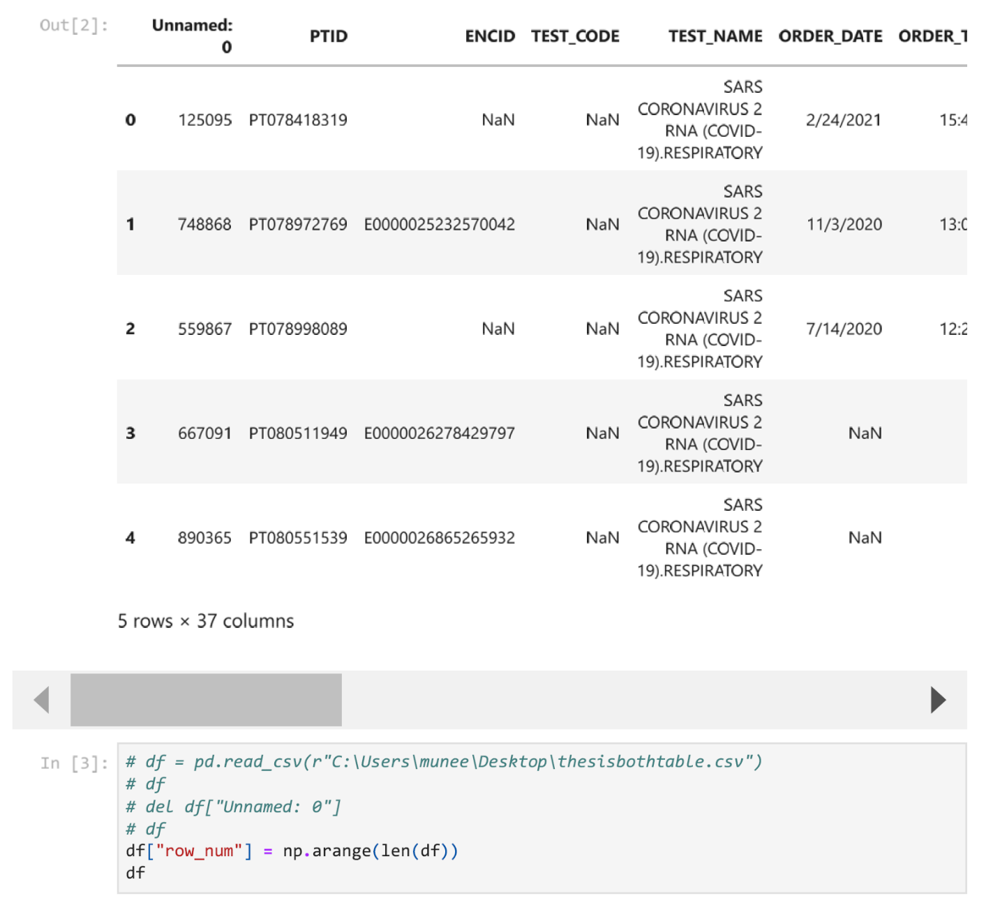 Out[2]:
Unnamed: 0 PTID ENCID TEST_CODE TEST_NAME ORDER_DATE ORDER_T
0 125095 PT078418319 NaN NaN SARS CORONAVIRUS 2 RNA (COVID-19).RESPIRATORY 2/24/2021 15:4
1 748868 PT078972769 E0000025232570042 NaN SARS CORONAVIRUS 2 RNA (COVID-19).RESPIRATORY 11/3/2020 13:0
2 559867 PT078998089 NaN NaN SARS CORONAVIRUS 2 RNA (COVID-19).RESPIRATORY 7/14/2020 12:2
3 667091 PT080511949 E0000026278429797 NaN SARS CORONAVIRUS 2 RNA (COVID-19).RESPIRATORY NaN
4 890365 PT080551539 E0000026865265932 NaN SARS CORONAVIRUS 2 RNA (COVID-19).RESPIRATORY NaN
5 rows × 37 columns
In [3]:
# df = pd.read_csv(r"C:\Users\munee\Desktop\thesisbothtable.csv")
# df
# del df["Unnamed: 0"]
# df
df["row_num"] = np.arange(len(df))
df